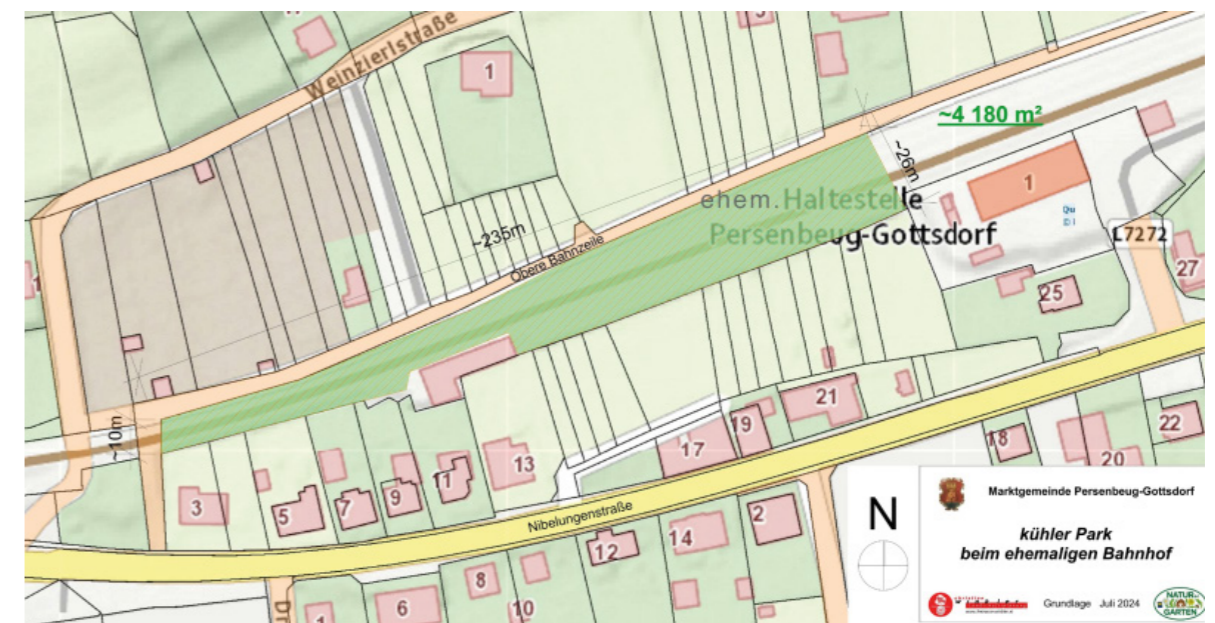 Weinzierlstraße
1
~4 180 m²
~26m
ehem. Haltestelle
Persenbeug-Gottsdorf
1
L7272
27
25
~235m
Obere Bahnzeile
~10m
21
19
17
18
22
20
3
5
7
9
11
13
Nibelungenstraße
2
14
12
8
6
10
N
Marktgemeinde Persenbeug-Gottsdorf
kühler Park
beim ehemaligen Bahnhof
Grundlage Juli 2024
NATUR
GARTEN